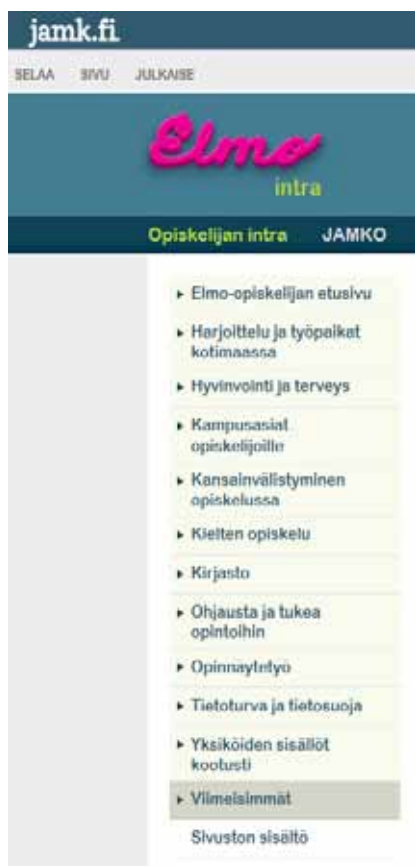 jamk.fi
SELAA SIVU JULKAISE
Elmo
intra
Opiskelijan intra JAMKO
Elmo-opiskelijan etusivu
Harjoittelu ja työpaikat
kotimaassa
Hyvinvointi ja terveys
Kampusasiat
opiskelijoille
Kansainvälistyminen
opiskelussa
Kielten opiskelu
Kirjasto
Ohjausta ja tukea
opintoihin
Opinnäytetyö
Tietoturva ja tietosuoja
Yksiköiden sisällöt
kootusti
Viimeisimmät
Sivuston sisältö